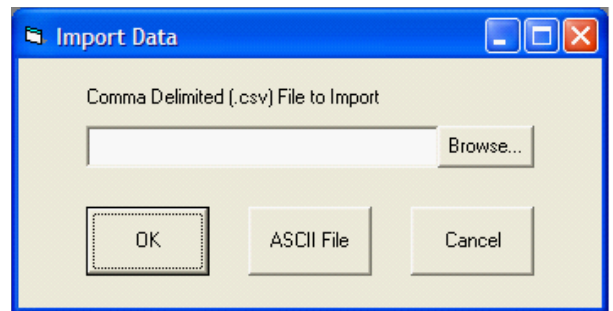 Import Data
Comma Delimited (.csv) File to Import
Browse...
OK ASCII File Cancel